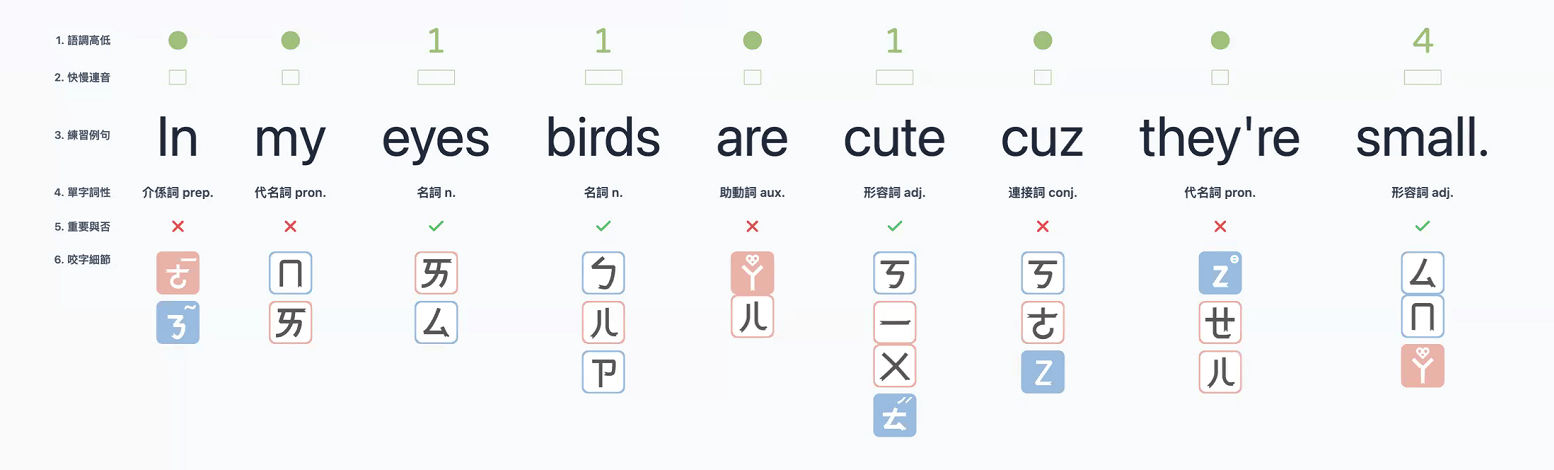 1. 語調高低 ● ● 1 1 ● 1 ● ● 4
2. 快慢連音
3. 練習例句 In my eyes birds are cute cuz they're small.
4. 單字詞性 介係詞 prep. 代名詞 pron. 名詞 n. 名詞 n. 助動詞 aux. 形容詞 adj. 連接詞 conj. 代名詞 pron. 形容詞 adj.
5. 重要與否 ✕ ✕ ✓ ✓ ✕ ✓ ✕ ✕ ✓
6. 咬字細節 ㄜ ㄇ ㄞ ㄅ ㄚ ㄎ ㄎ z ㄙ
ㄋ ㄞ ㄙ ㄦ ㄦ ㄧ ㄜ ㄝ ㄇ
ㄗ ㄨ Z ㄦ ㄚ
ㄊ